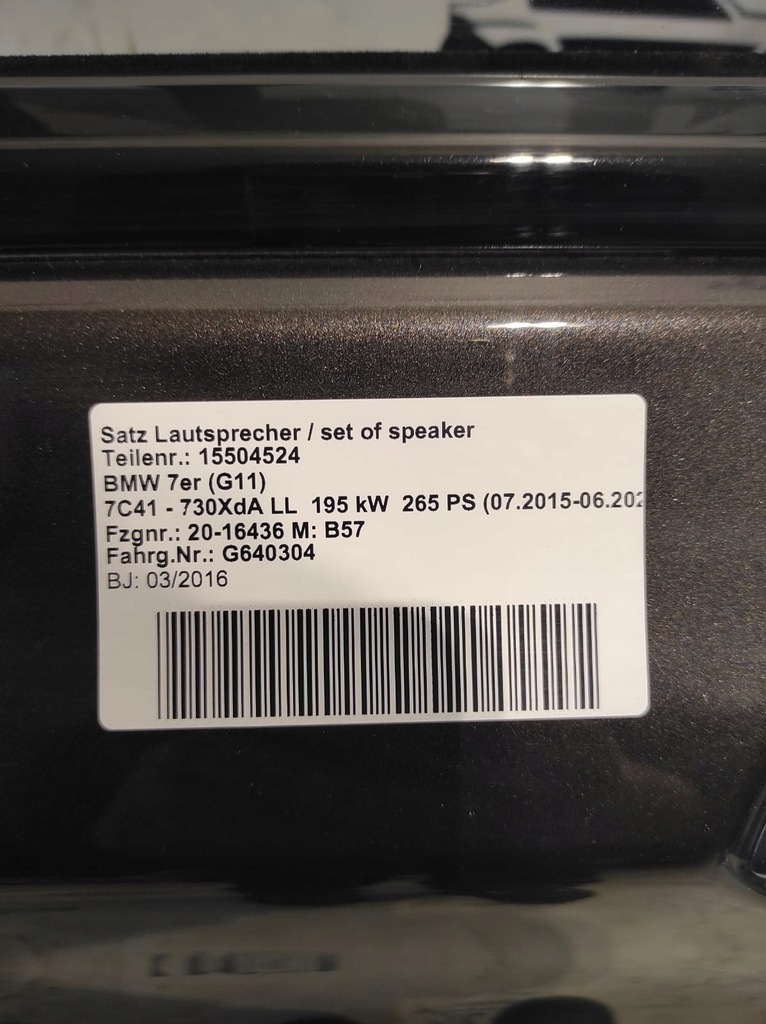 Satz Lautsprecher / set of speaker
Teilenr.: 15504524
BMW 7er (G11)
7C41 - 730XdA LL 195 kW 265 PS (07.2015-06.202
Fzgnr.: 20-16436 M: B57
Fahrg.Nr.: G640304
BJ: 03/2016